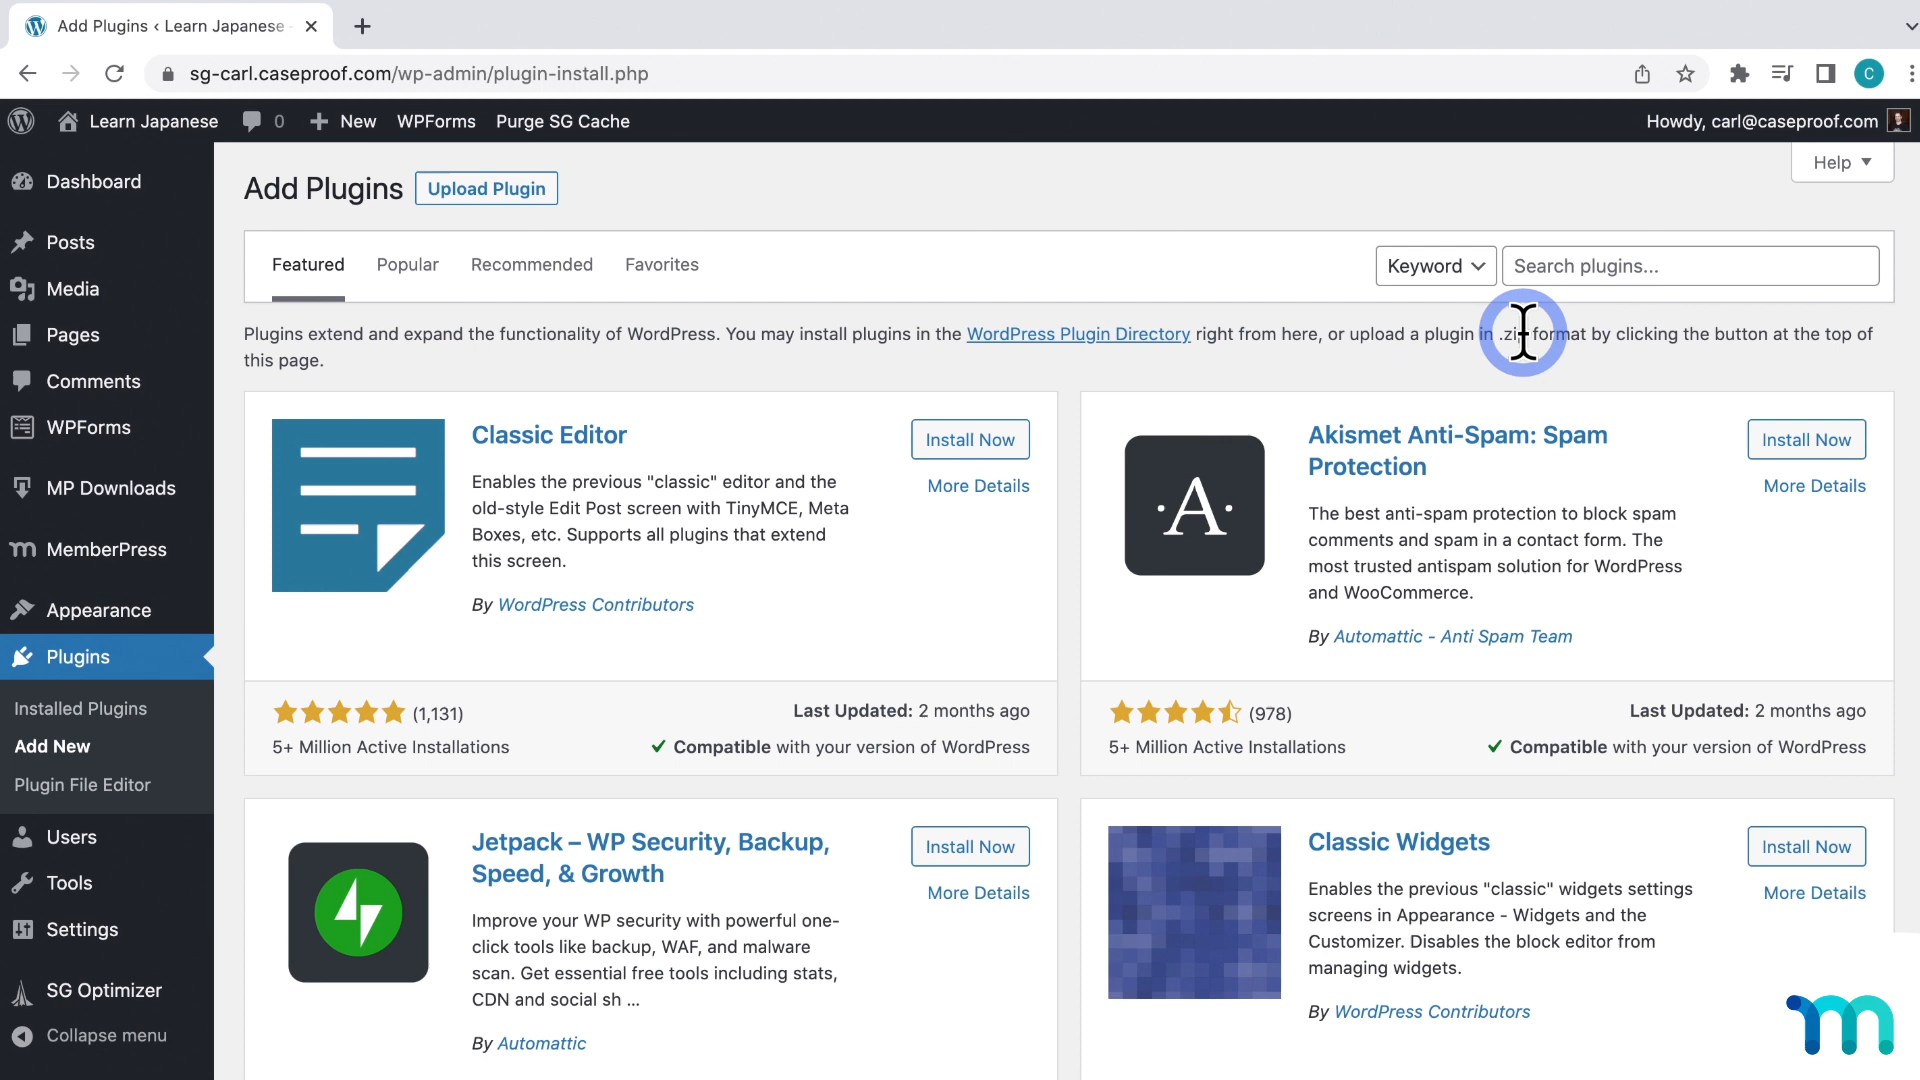 Add Plugins ‹ Learn Japanese
sg-carl.caseproof.com/wp-admin/plugin-install.php
C
Learn Japanese 0 New WPForms Purge SG Cache Howdy, carl@caseproof.com
Help
Dashboard
Posts
Media
Pages
Comments
WPForms
MP Downloads
MemberPress
Appearance
Plugins
Installed Plugins
Add New
Plugin File Editor
Users
Tools
Settings
SG Optimizer
Collapse menu
Add Plugins Upload Plugin
Featured Popular Recommended Favorites Keyword Search plugins...
Plugins extend and expand the functionality of WordPress. You may install plugins in the WordPress Plugin Directory right from here, or upload a plugin in .zip format by clicking the button at the top of
this page.
Classic Editor
Install Now
More Details
Enables the previous "classic" editor and the
old-style Edit Post screen with TinyMCE, Meta
Boxes, etc. Supports all plugins that extend
this screen.
By WordPress Contributors
(1,131)
Last Updated: 2 months ago
5+ Million Active Installations
Compatible with your version of WordPress
A
Akismet Anti-Spam: Spam
Protection
Install Now
More Details
The best anti-spam protection to block spam
comments and spam in a contact form. The
most trusted antispam solution for WordPress
and WooCommerce.
By Automattic - Anti Spam Team
(978)
Last Updated: 2 months ago
5+ Million Active Installations
Compatible with your version of WordPress
Jetpack – WP Security, Backup,
Speed, & Growth
Install Now
More Details
Improve your WP security with powerful one-
click tools like backup, WAF, and malware
scan. Get essential free tools including stats,
CDN and social sh ...
By Automattic
Classic Widgets
Install Now
More Details
Enables the previous "classic" widgets settings
screens in Appearance - Widgets and the
Customizer. Disables the block editor from
managing widgets.
By WordPress Contributors
m